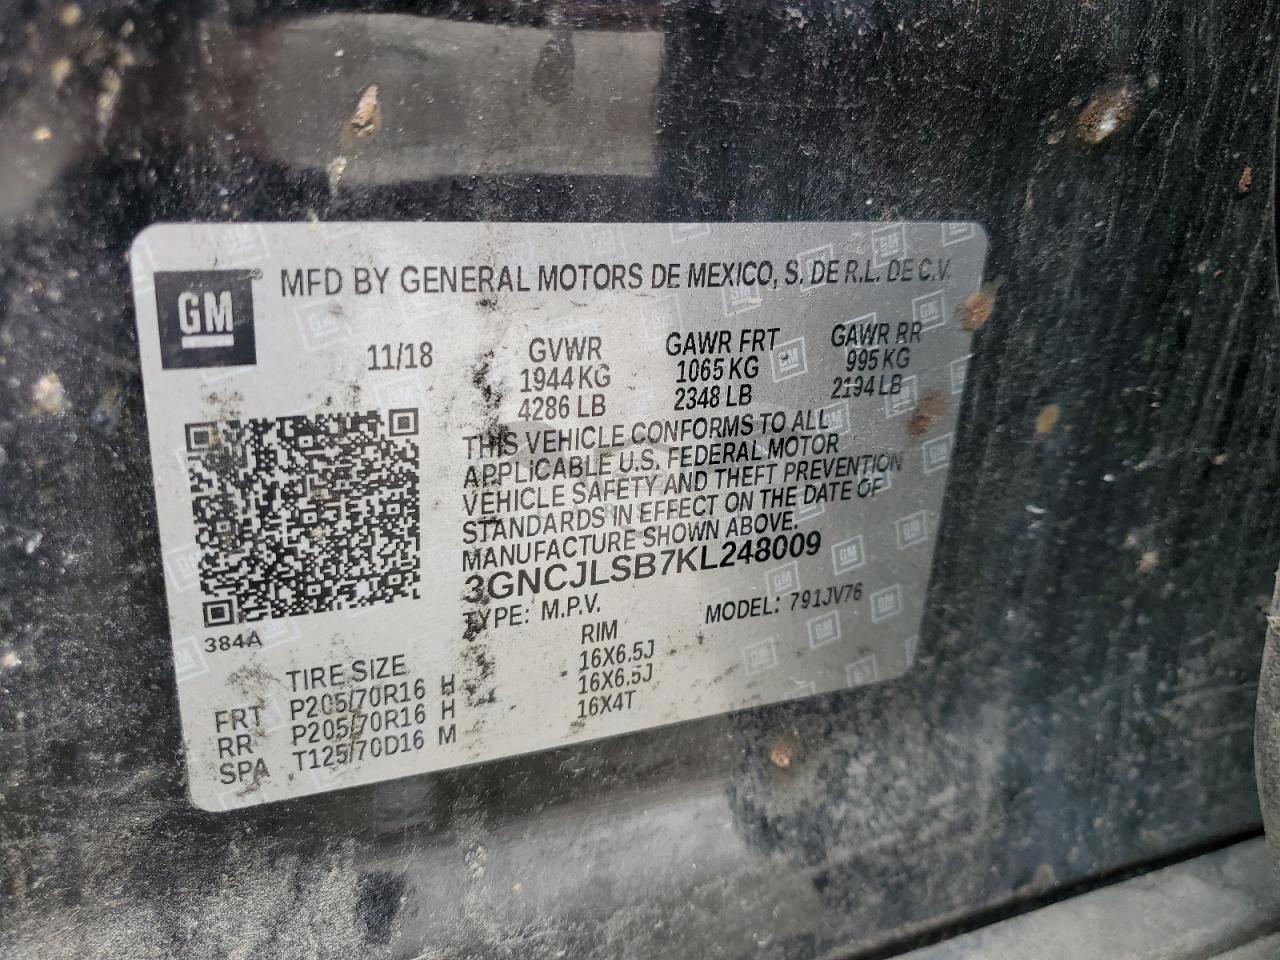 GM
MFD BY GENERAL MOTORS DE MEXICO, S. DE R.L. DE C.V.
11/18
GVWR GAWR FRT GAWR RR
1944 KG 1065 KG 995 KG
4286 LB 2348 LB 2194 LB
THIS VEHICLE CONFORMS TO ALL
APPLICABLE U.S. FEDERAL MOTOR
VEHICLE SAFETY AND THEFT PREVENTION
STANDARDS IN EFFECT ON THE DATE OF
MANUFACTURE SHOWN ABOVE.
3GNCJLSB7KL248009
TYPE: M.P.V. MODEL: 791JV76
384A
TIRE SIZE RIM
FRT P205/70R16 H 16X6.5J
RR P205/70R16 H 16X6.5J
SPA T125/70D16 M 16X4T